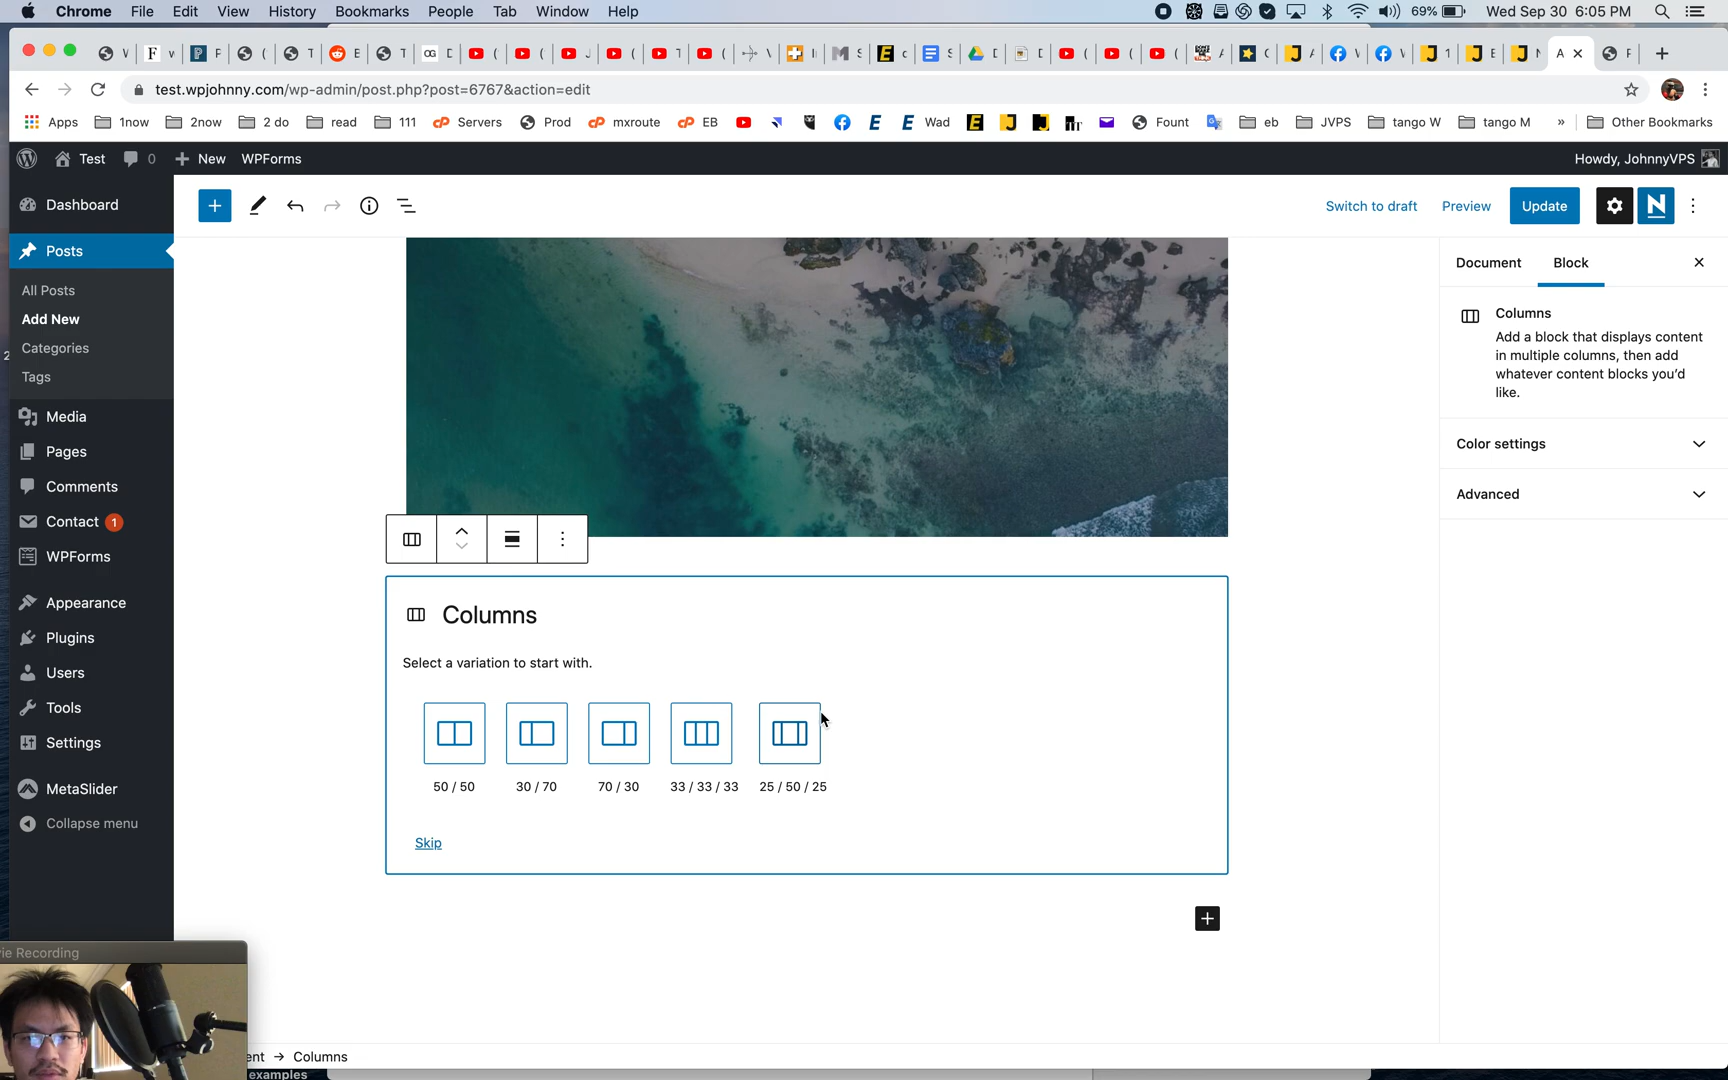 Chrome File Edit View History Bookmarks People Tab Window Help 69% Wed Sep 30 6:05 PM
test.wpjohnny.com/wp-admin/post.php?post=6767&action=edit
Apps 1now 2now 2 do read 111 Servers Prod mxroute EB Wad Fount eb JVPS tango W tango M » Other Bookmarks
Test 0 New WPForms Howdy, JohnnyVPS
Dashboard
Switch to draft Preview Update
Posts
Document Block
All Posts
Add New
Categories
Tags
Columns
Add a block that displays content
in multiple columns, then add
whatever content blocks you’d
like.
Media
Color settings
Pages
Comments
Advanced
Contact 1
WPForms
Appearance
Plugins
Users
Tools
Settings
MetaSlider
Collapse menu
Columns
Select a variation to start with.
50 / 50 30 / 70 70 / 30 33 / 33 / 33 25 / 50 / 25
Skip
ie Recording
ent → Columns
examples